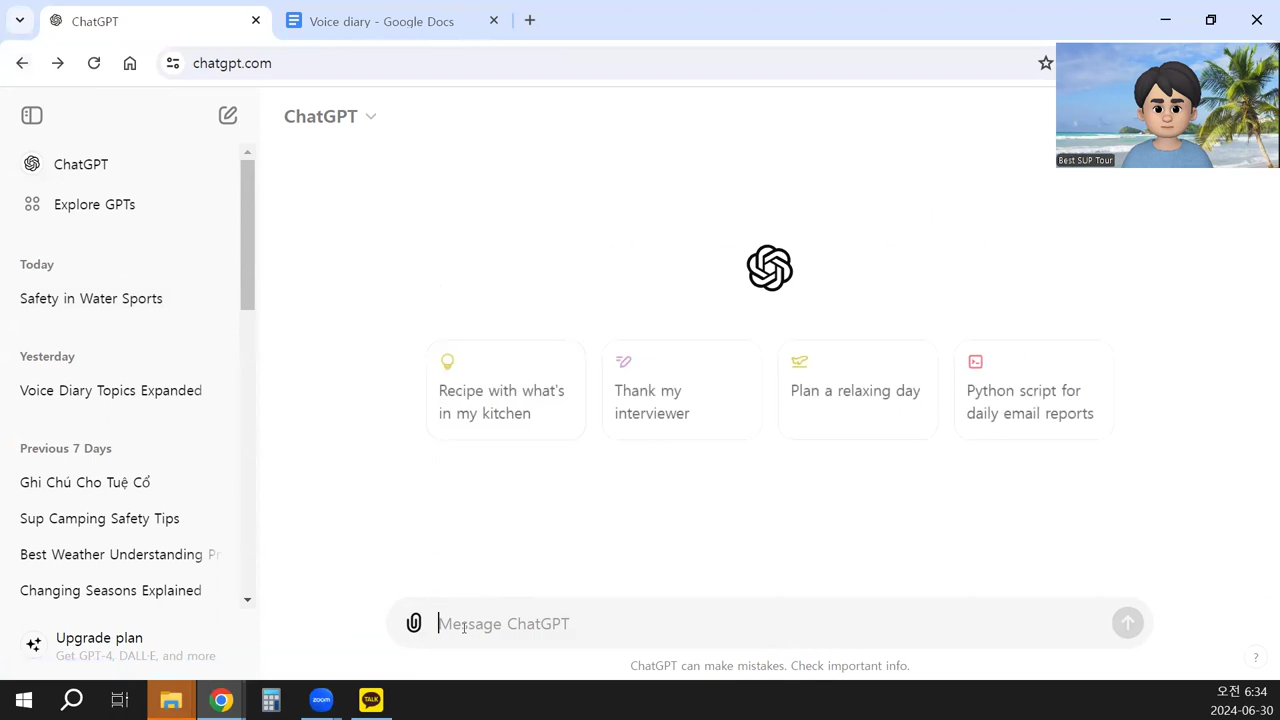 ChatGPT
Voice diary - Google Docs
chatgpt.com
ChatGPT
Best SUP Tour
ChatGPT
Explore GPTs
Today
Safety in Water Sports
Yesterday
Voice Diary Topics Expanded
Previous 7 Days
Ghi Chú Cho Tuệ Cổ
Sup Camping Safety Tips
Best Weather Understanding Pr
Changing Seasons Explained
Upgrade plan
Get GPT-4, DALL·E, and more
Recipe with what's
in my kitchen
Thank my
interviewer
Plan a relaxing day
Python script for
daily email reports
Message ChatGPT
ChatGPT can make mistakes. Check important info.
?
zoom
TALK
오전 6:34
2024-06-30